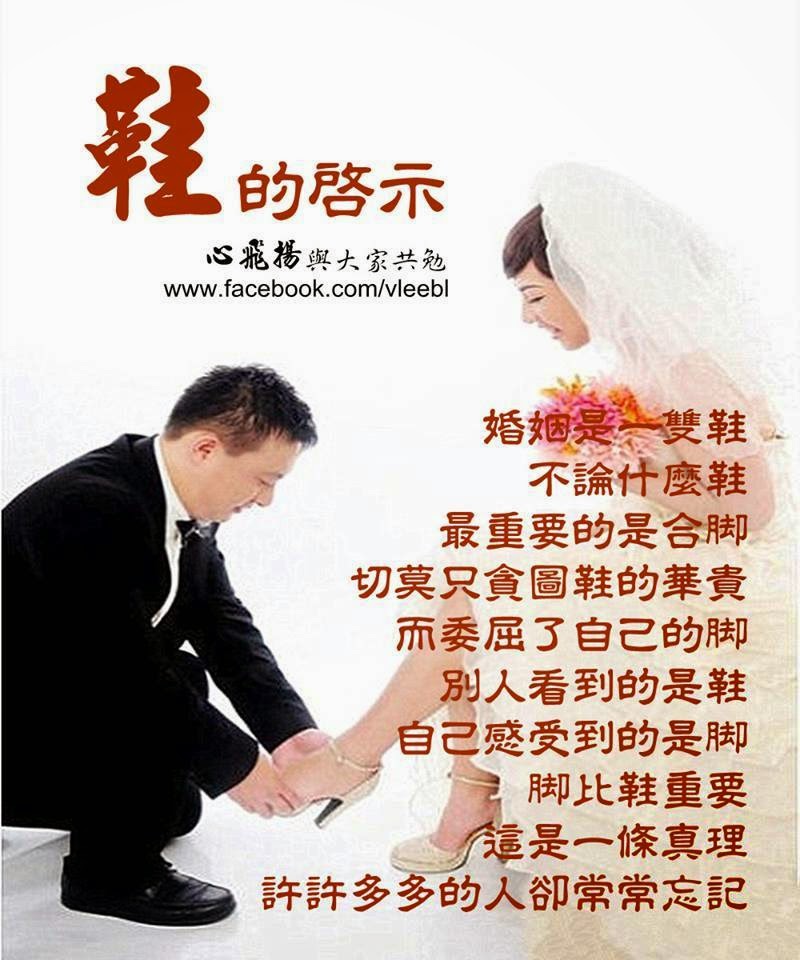 鞋的啓示
心飛揚與大家共勉
www.facebook.com/vleebl
婚姻是一雙鞋
不論什麼鞋
最重要的是合脚
切莫只貪圖鞋的華貴
而委屈了自己的脚
別人看到的是鞋
自己感受到的是脚
脚比鞋重要
這是一條真理
許許多多的人卻常常忘記